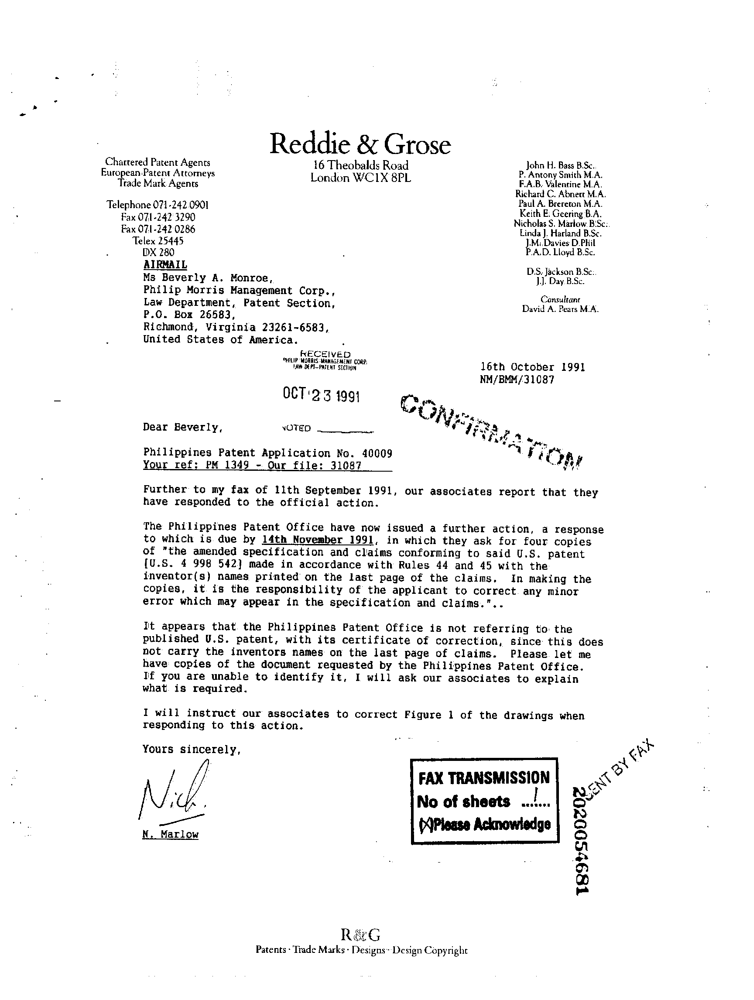 Reddie & Grose
16 Theobalds Road
London WC1X 8PL
Chartered Patent Agents
European Patent Attorneys
Trade Mark Agents
Telephone 071-242 0901
Fax 071-242 3290
Fax 071-242 0286
Telex 25445
DX 280
John H. Bass B.Sc.
P. Antony Smith M.A.
F.A.B. Valentine M.A.
Richard C. Abnett M.A.
Paul A. Brereton M.A.
Keith E. Geering B.A.
Nicholas S. Marlow B.Sc.
Linda J. Harland B.Sc.
J.M. Davies D.Phil
P.A.D. Lloyd B.Sc.
D.S. Jackson B.Sc.
J.J. Day B.Sc.
Consultant
David A. Pears M.A.
AIRMAIL
Ms Beverly A. Monroe,
Philip Morris Management Corp.,
Law Department, Patent Section,
P.O. Box 26583,
Richmond, Virginia 23261-6583,
United States of America.
RECEIVED
PHILIP MORRIS MANAGEMENT CORP.
LAW DEPT-PATENT SECTION
OCT 23 1991
NOTED
16th October 1991
NM/BMM/31087
CONFIRMATION
Dear Beverly,
Philippines Patent Application No. 40009
Your ref: PM 1349 - Our file: 31087
Further to my fax of 11th September 1991, our associates report that they
have responded to the official action.
The Philippines Patent Office have now issued a further action, a response
to which is due by 14th November 1991, in which they ask for four copies
of "the amended specification and claims conforming to said U.S. patent
[U.S. 4 998 542] made in accordance with Rules 44 and 45 with the
inventor(s) names printed on the last page of the claims. In making the
copies, it is the responsibility of the applicant to correct any minor
error which may appear in the specification and claims."..
It appears that the Philippines Patent Office is not referring to the
published U.S. patent, with its certificate of correction, since this does
not carry the inventors names on the last page of claims. Please let me
have copies of the document requested by the Philippines Patent Office.
If you are unable to identify it, I will ask our associates to explain
what is required.
I will instruct our associates to correct Figure 1 of the drawings when
responding to this action.
Yours sincerely,
Nick.
N. Marlow
FAX TRANSMISSION
No of sheets ...1...
Please Acknowledge
SENT BY FAX
2020054681
R&G
Patents · Trade Marks · Designs · Design Copyright